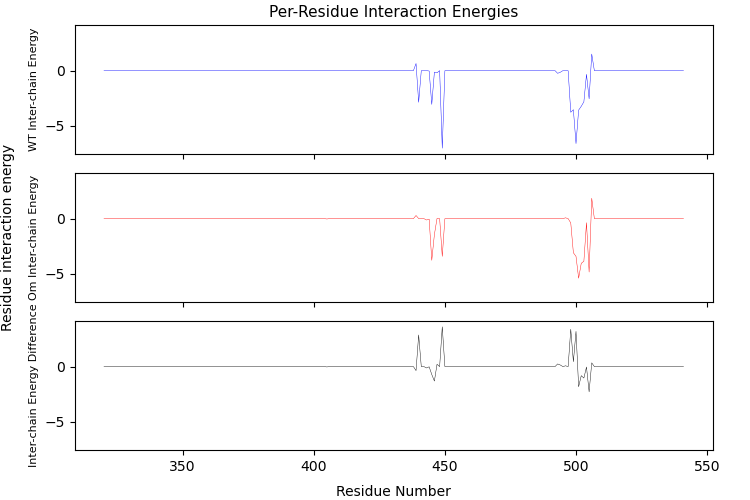 Per-Residue Interaction Energies
Residue interaction energy
WT Inter-chain Energy
0
−5
Om Inter-chain Energy
0
−5
Inter-chain Energy Difference
0
−5
350
400
450
500
550
Residue Number